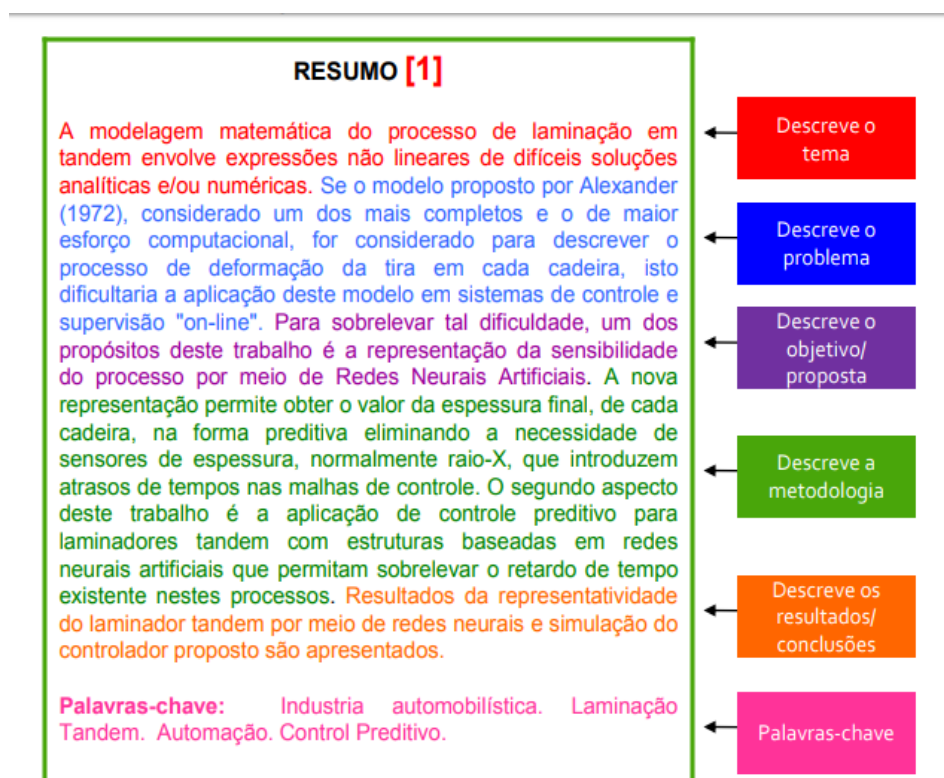 RESUMO [1]
A modelagem matemática do processo de laminação em
tandem envolve expressões não lineares de difíceis soluções
analíticas e/ou numéricas. Se o modelo proposto por Alexander
(1972), considerado um dos mais completos e o de maior
esforço computacional, for considerado para descrever o
processo de deformação da tira em cada cadeira, isto
dificultaria a aplicação deste modelo em sistemas de controle e
supervisão "on-line". Para sobrelevar tal dificuldade, um dos
propósitos deste trabalho é a representação da sensibilidade
do processo por meio de Redes Neurais Artificiais. A nova
representação permite obter o valor da espessura final, de cada
cadeira, na forma preditiva eliminando a necessidade de
sensores de espessura, normalmente raio-X, que introduzem
atrasos de tempos nas malhas de controle. O segundo aspecto
deste trabalho é a aplicação de controle preditivo para
laminadores tandem com estruturas baseadas em redes
neurais artificiais que permitam sobrelevar o retardo de tempo
existente nestes processos. Resultados da representatividade
do laminador tandem por meio de redes neurais e simulação do
controlador proposto são apresentados.
Palavras-chave: Industria automobilística. Laminação
Tandem. Automação. Control Preditivo.
Descreve o
tema
Descreve o
problema
Descreve o
objetivo/
proposta
Descreve a
metodologia
Descreve os
resultados/
conclusões
Palavras-chave